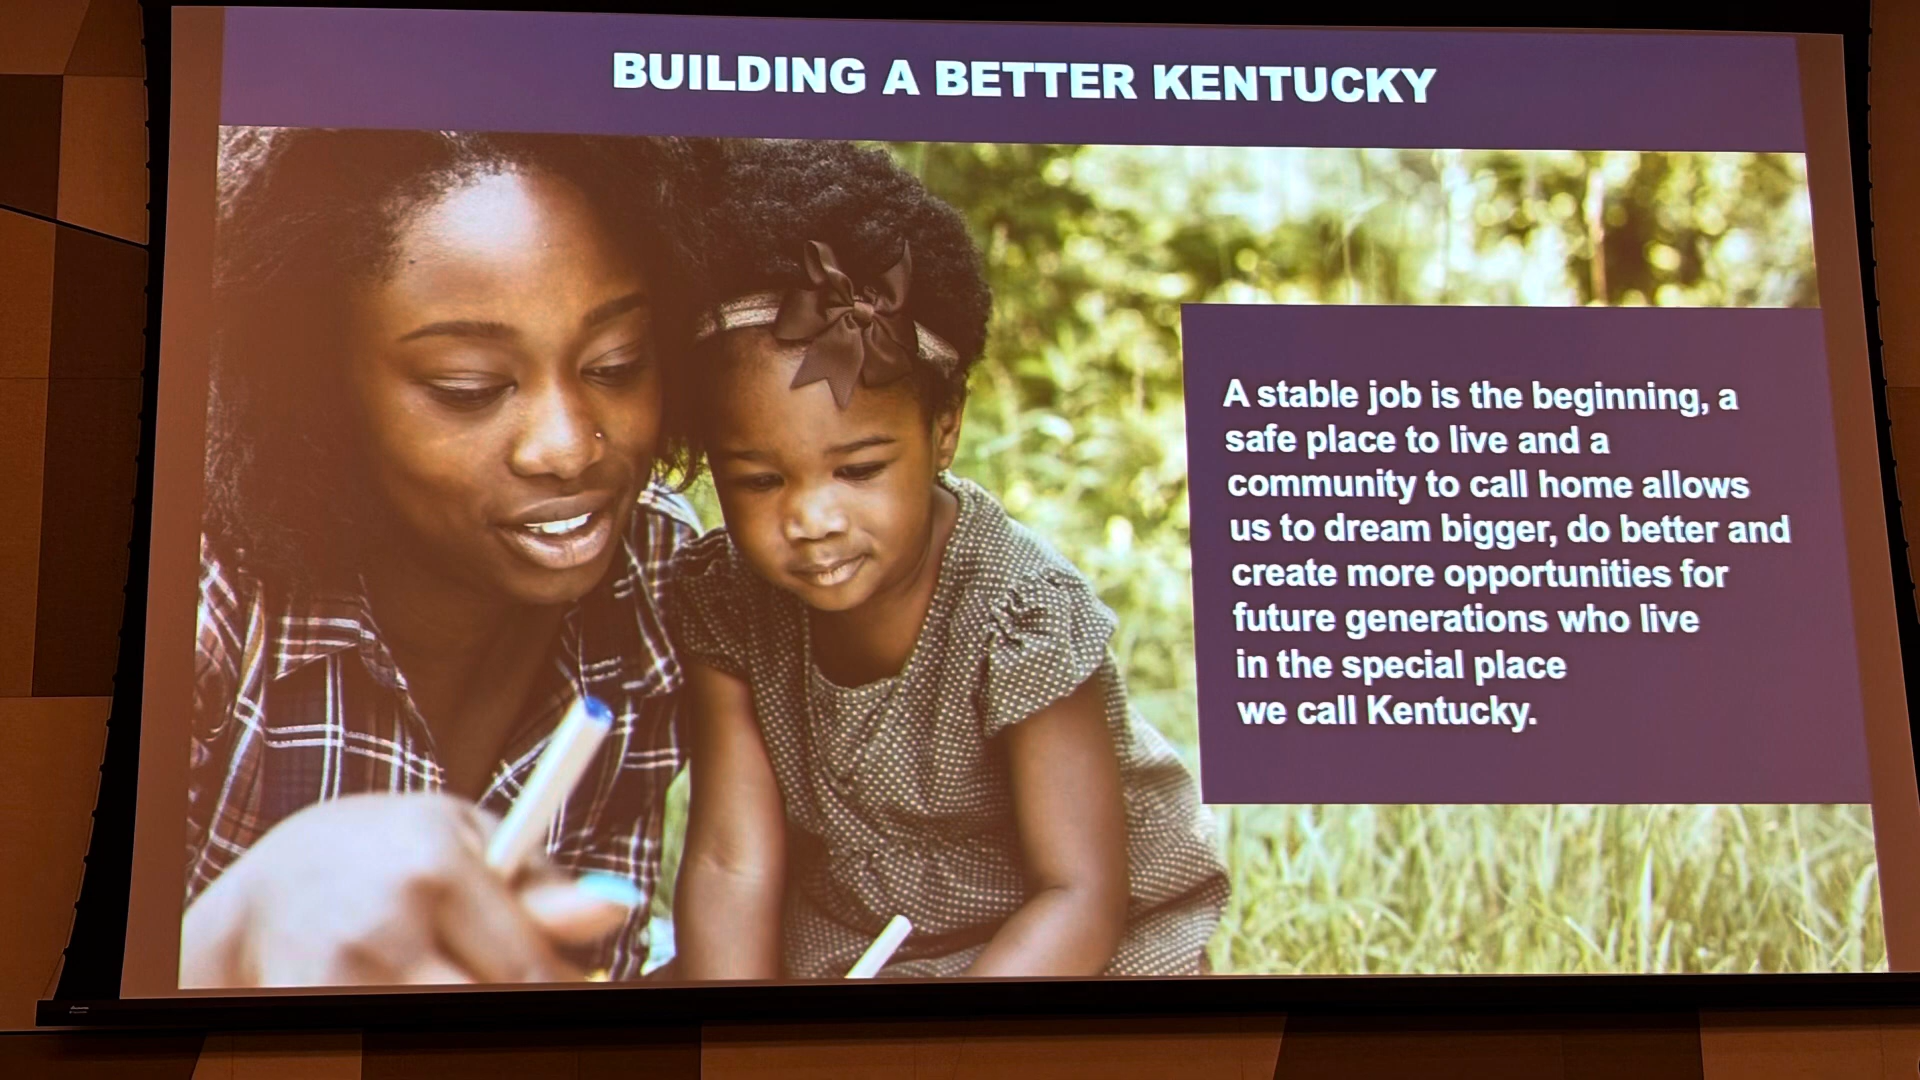 BUILDING A BETTER KENTUCKY
A stable job is the beginning, a
safe place to live and a
community to call home allows
us to dream bigger, do better and
create more opportunities for
future generations who live
in the special place
we call Kentucky.